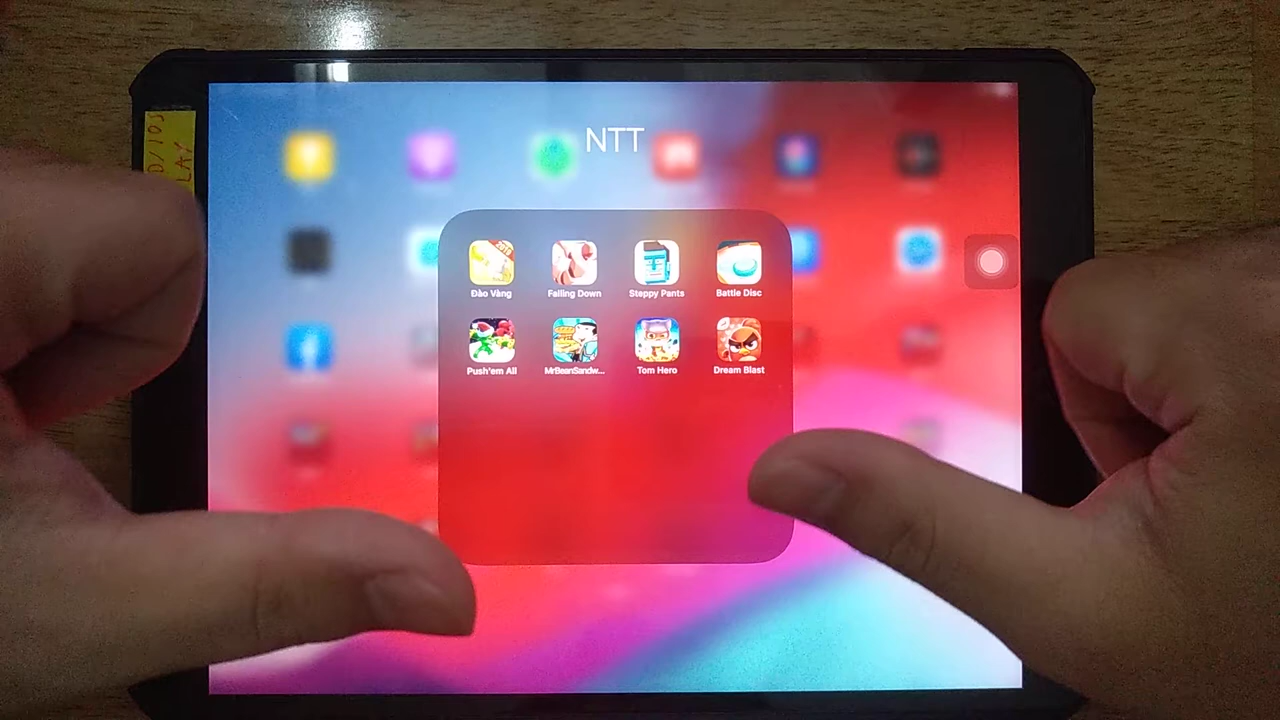 NTT
Đào Vàng
Falling Down
Steppy Pants
Battle Disc
Push'em All
MrBeanSandw...
Tom Hero
Dream Blast